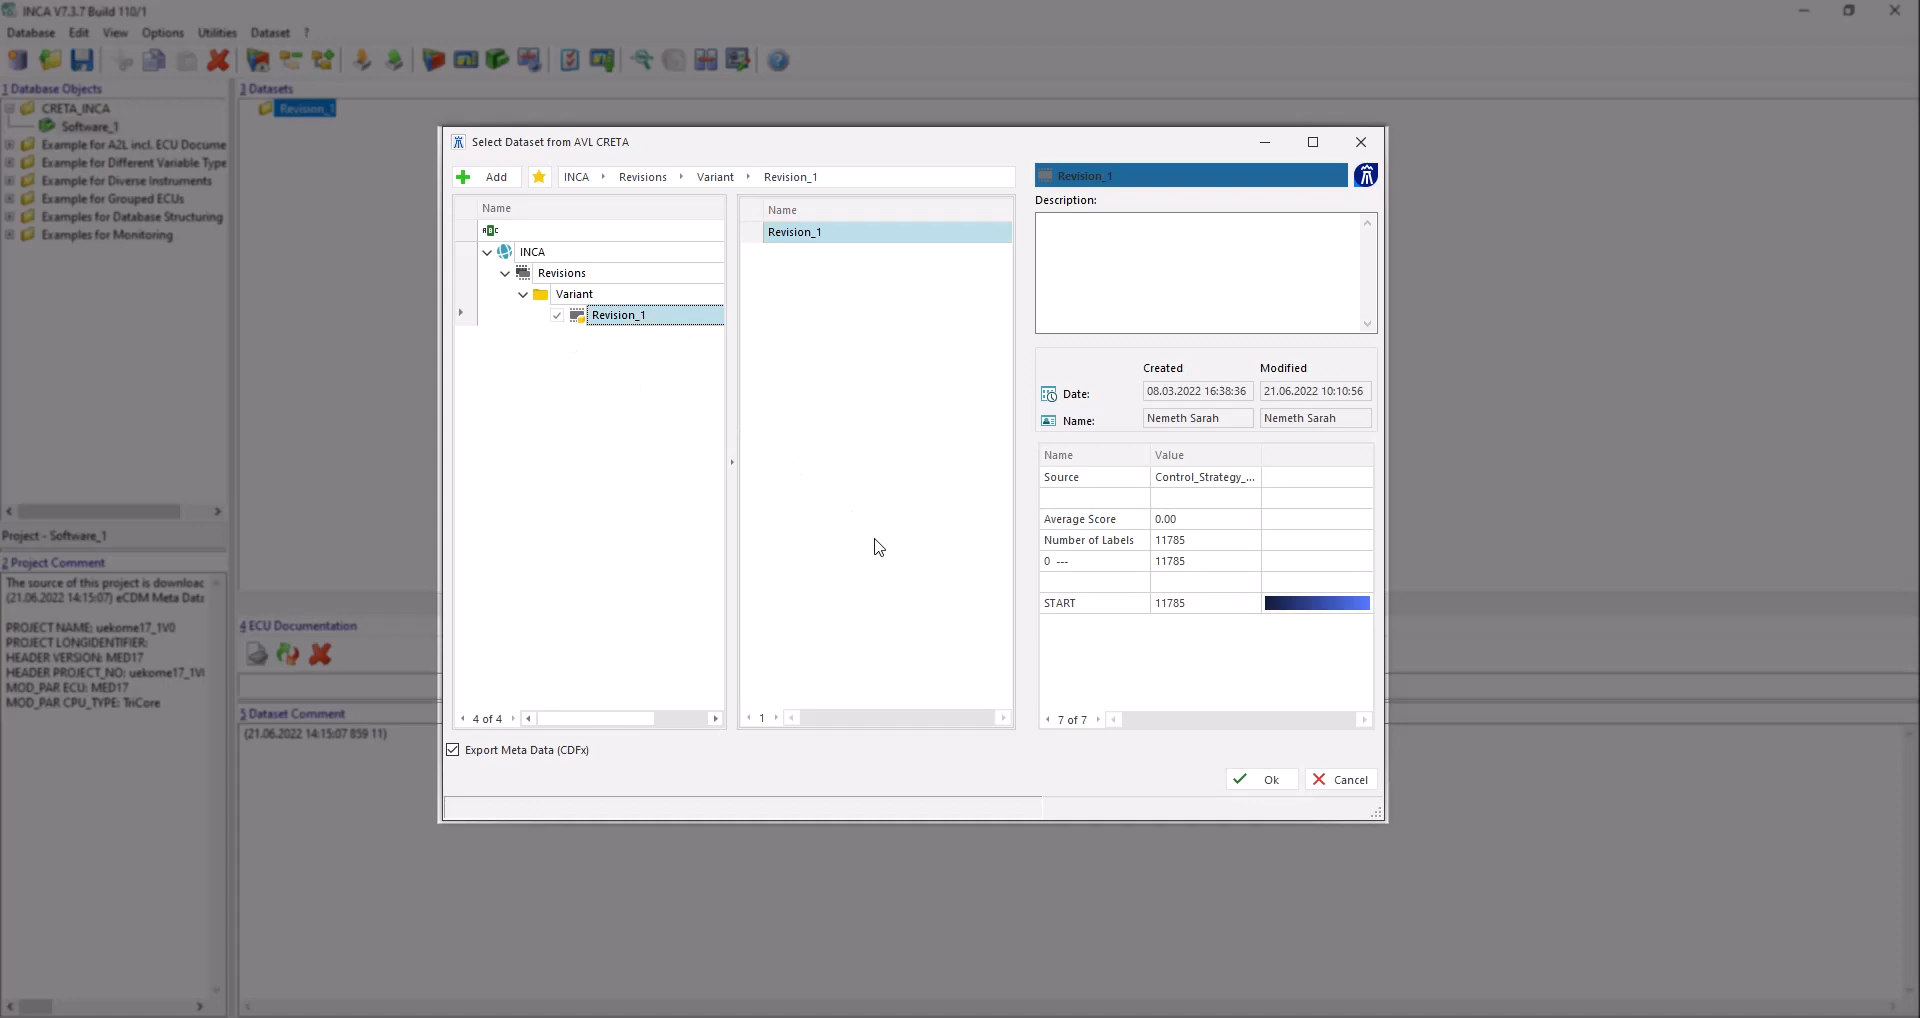 INCA V7.3.7 Build 110/1
Database Edit View Options Utilities Dataset ?
1 Database Objects
CRETA_INCA
Software_1
Example for A2L incl. ECU Docume
Example for Different Variable Type
Example for Diverse Instruments
Example for Grouped ECUs
Examples for Database Structuring
Examples for Monitoring
Project - Software_1
2 Project Comment
The source of this project is downloac
(21.06.2022 14:15:07) eCDM Meta Data
PROJECT NAME: uekome17_1V0
PROJECT LONGIDENTIFIER:
HEADER VERSION: MED17
HEADER PROJECT_NO: uekome17_1V(
MOD_PAR ECU: MED17
MOD_PAR CPU_TYPE: TriCore
3 Datasets
Revision_1
4 ECU Documentation
5 Dataset Comment
(21.06.2022 14:15:07 859 11)
Select Dataset from AVL CRETA
Add INCA Revisions Variant Revision_1
Name
INCA
Revisions
Variant
Revision_1
4 of 4
Name
Revision_1
1
Revision_1
Description:
Created Modified
Date: 08.03.2022 16:38:36 21.06.2022 10:10:56
Name: Nemeth Sarah Nemeth Sarah
Name Value
Source Control_Strategy_...
Average Score 0.00
Number of Labels 11785
0 --- 11785
START 11785
7 of 7
Export Meta Data (CDFx)
Ok Cancel